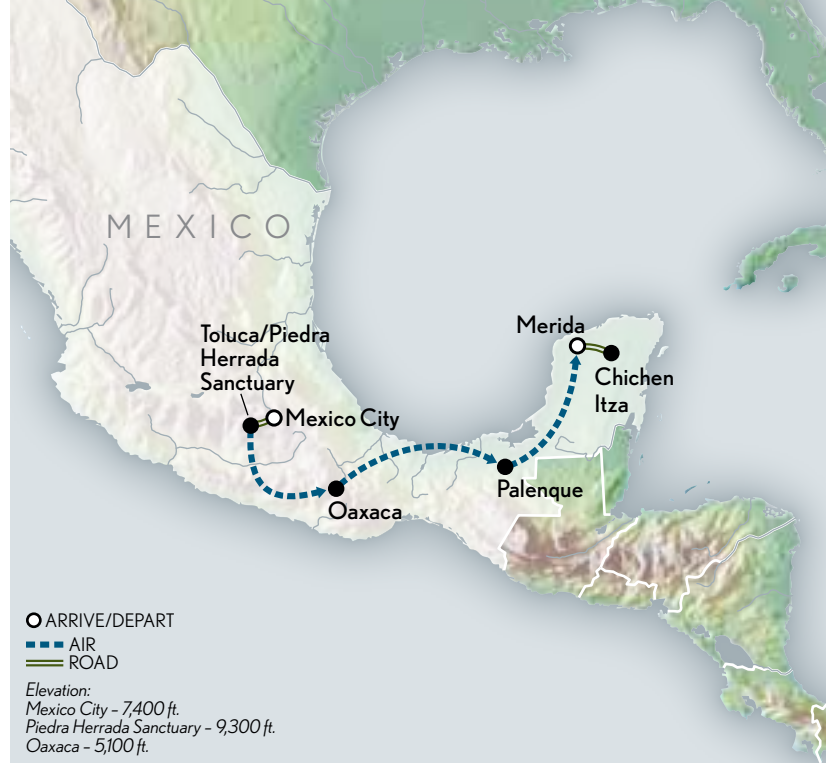 MEXICO
Merida
Toluca/Piedra
Herrada
Sanctuary
Chichen
Itza
Mexico City
Palenque
Oaxaca
ARRIVE/DEPART
AIR
ROAD
Elevation:
Mexico City – 7,400 ft.
Piedra Herrada Sanctuary – 9,300 ft.
Oaxaca – 5,100 ft.